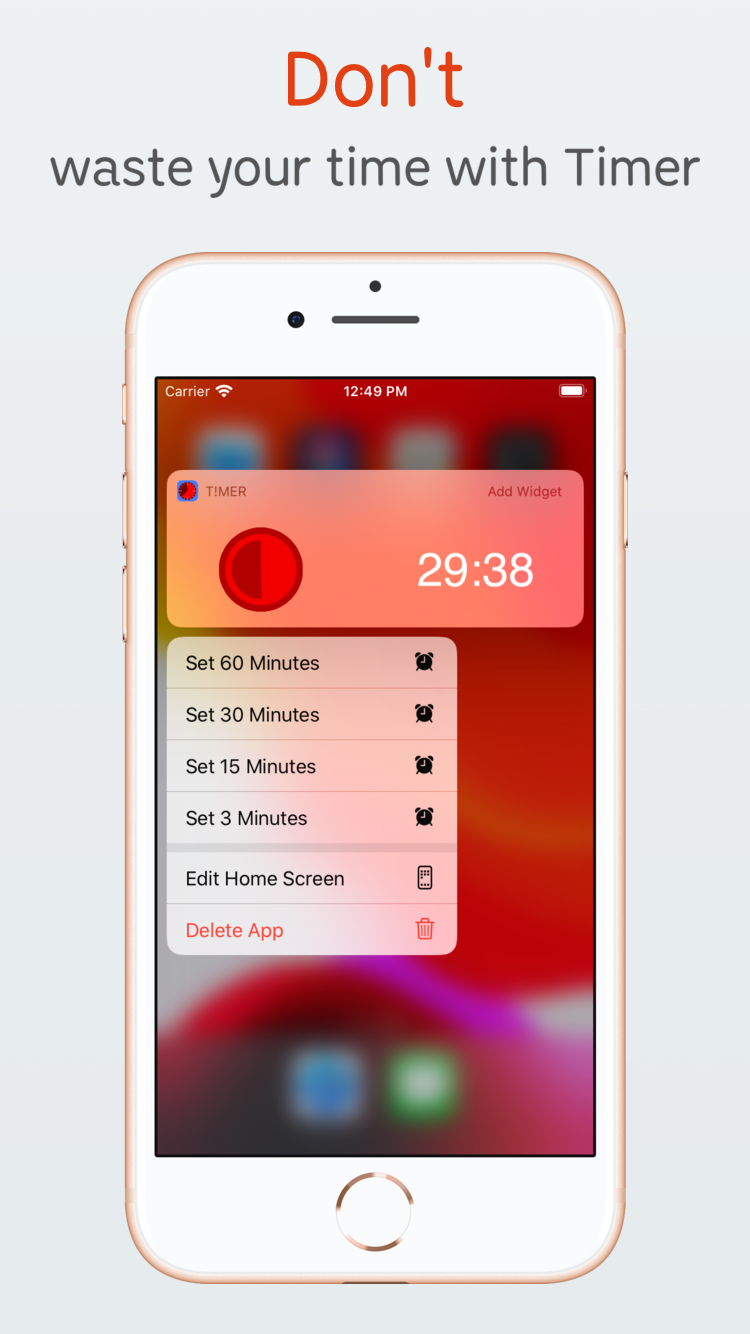 Don't
waste your time with Timer
Carrier 12:49 PM
T!MER Add Widget
29:38
Set 60 Minutes
Set 30 Minutes
Set 15 Minutes
Set 3 Minutes
Edit Home Screen
Delete App